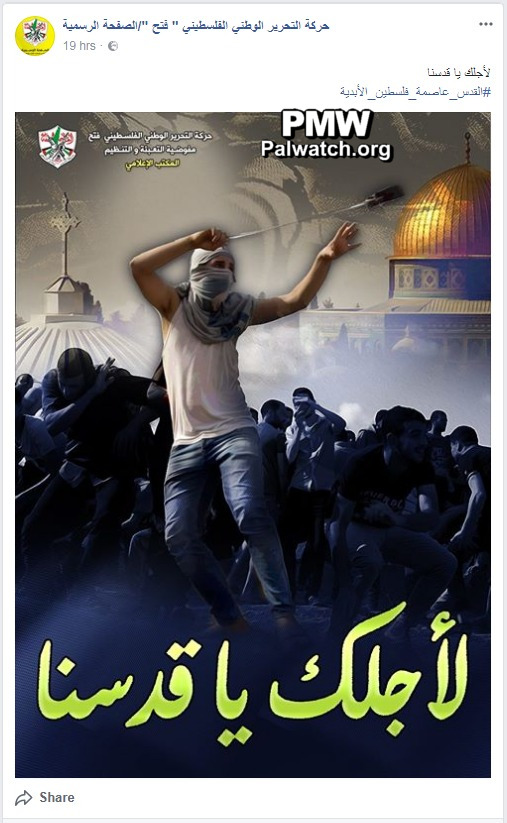 حركة التحرير الوطني الفلسطيني " فتح "/الصفحة الرسمية
19 hrs ·
لأجلك يا قدسنا
#القدس_عاصمة_فلسطين_الأبدية
PMW
Palwatch.org
حركة التحرير الوطني الفلسطيني فتح
مفوضية التعبئة و التنظيم
المكتب الإعلامي
لأجلك يا قدسنا
Share